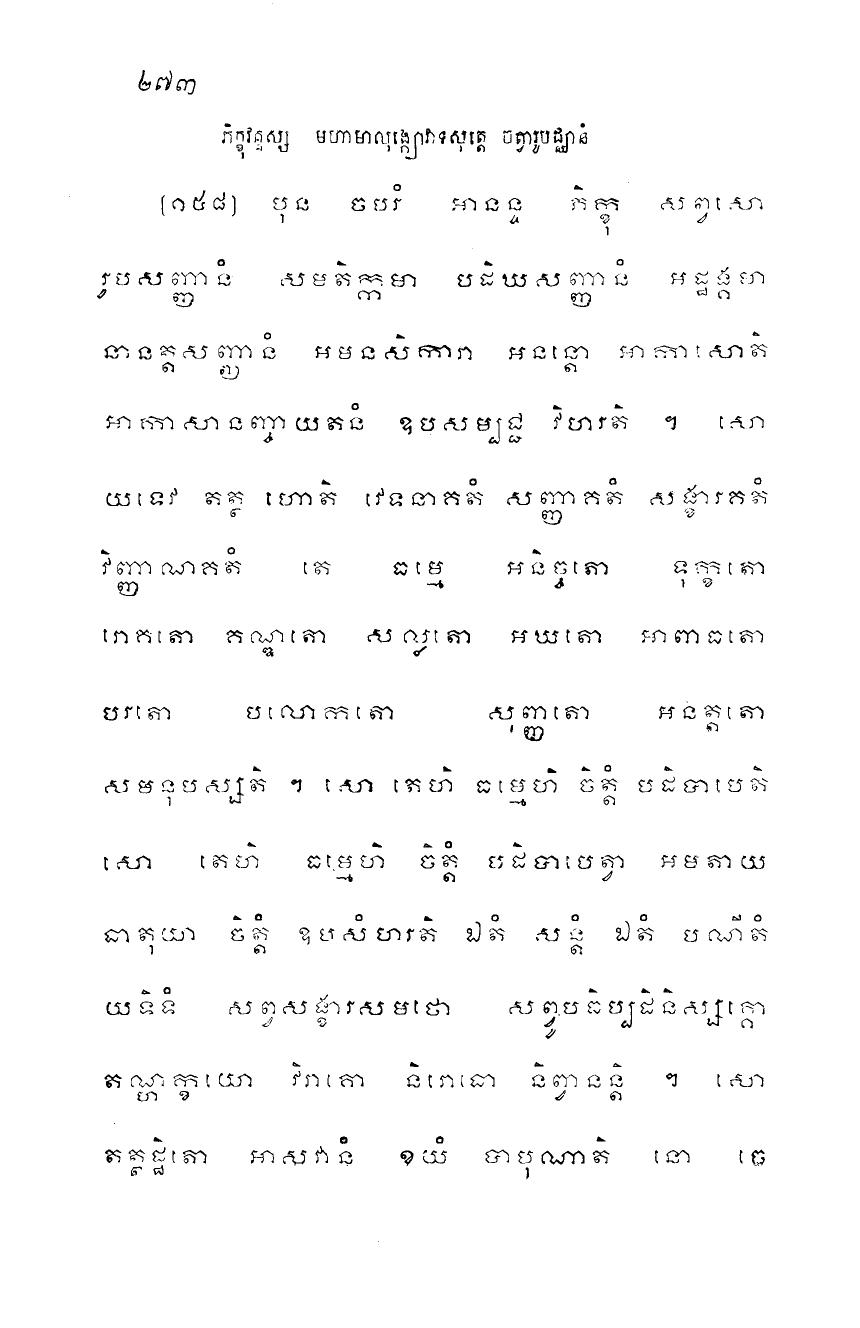 ២៧៣
ភិក្ខុវគ្គស្ស មហាមាលុង្ក្យោវាទសុត្តេ ចត្វារូបជ្ឈានំ
[១៥៨] បុន ចបរំ អានន្ទ ភិក្ខុ សព្វសោ
រូបសញ្ញានំ សមតិក្កមា បដិឃសញ្ញានំ អដ្ឋង្គមា
នានត្តសញ្ញានំ អមនសិការា អនន្តោ អាកាសោតិ
អាកាសានញ្ចាយតនំ ឧបសម្បជ្ជ វិហរតិ ។ សោ
យទេវ តត្ថ ហោតិ វេទនាគតំ សញ្ញាគតំ សង្ខារគតំ
វិញ្ញាណគតំ តេ ធម្មេ អនិច្ចតោ ទុក្ខតោ
រោគតោ គណ្ឌតោ សល្លតោ អឃតោ អាពាធតោ
បរតោ បលោកតោ សុញ្ញតោ អនត្តតោ
សមនុបស្សតិ ។ សោ តេហិ ធម្មេហិ ចិត្តំ បដិបាបេតិ
សោ តេហិ ធម្មេហិ ចិត្តំ បដិបាបេត្វា អមតាយ
ធាតុយា ចិត្តំ ឧបសំហរតិ ឯតំ សន្តំ ឯតំ បណីតំ
យទិទំ សព្វសង្ខារសមថោ សព្វូបធិប្បដិនិស្សគ្គោ
តណ្ហក្ខយោ វិរាគោ និរោធោ និព្វានន្តិ ។ សោ
តត្ថដ្ឋិតោ អាសវានំ ខយំ បាបុណាតិ នោ ចេ